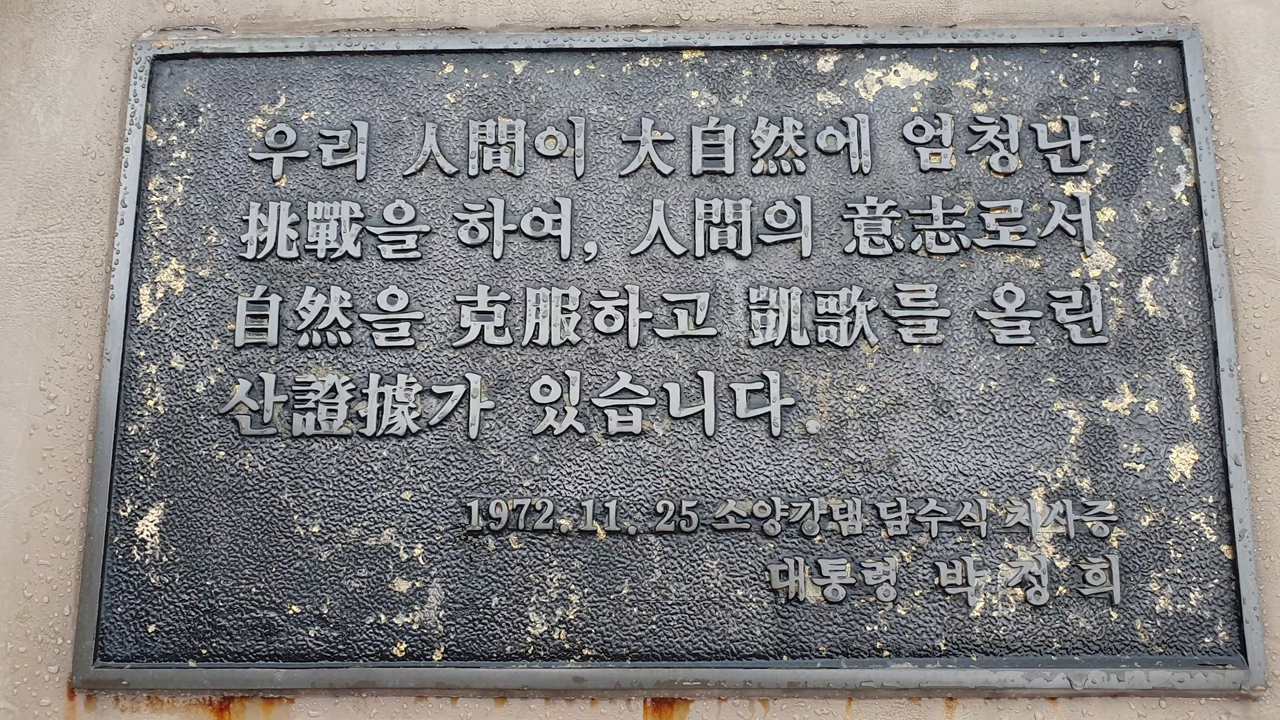 우리 人間이 大自然에 엄청난
挑戰을 하여, 人間의 意志로서
自然을 克服하고 凱歌를 올린
산證據가 있습니다.
1972.11. 25 소양강댐 담수식 치사중
대통령 박 정 희